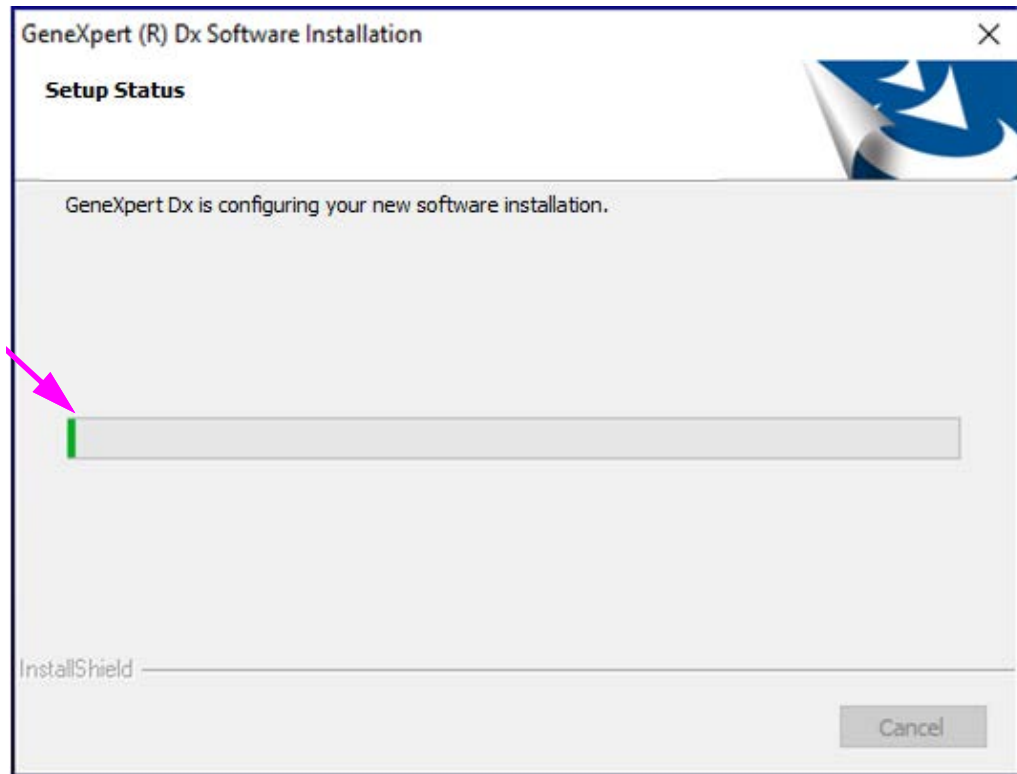 GeneXpert (R) Dx Software Installation
Setup Status
GeneXpert Dx is configuring your new software installation.
InstallShield
Cancel